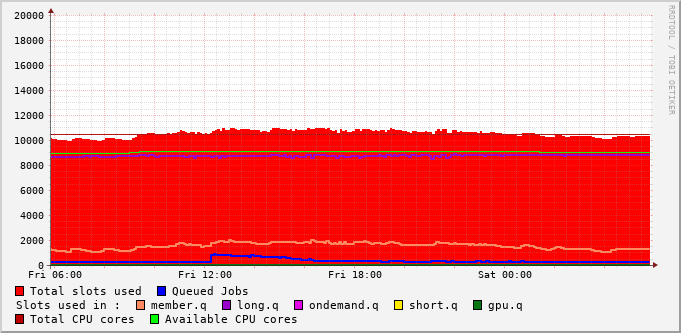 RRDTOOL / TOBI OETIKER
20000
18000
16000
14000
12000
10000
8000
6000
4000
2000
0
Fri 06:00 Fri 12:00 Fri 18:00 Sat 00:00
Total slots used Queued Jobs
Slots used in : member.q long.q ondemand.q short.q gpu.q
Total CPU cores Available CPU cores